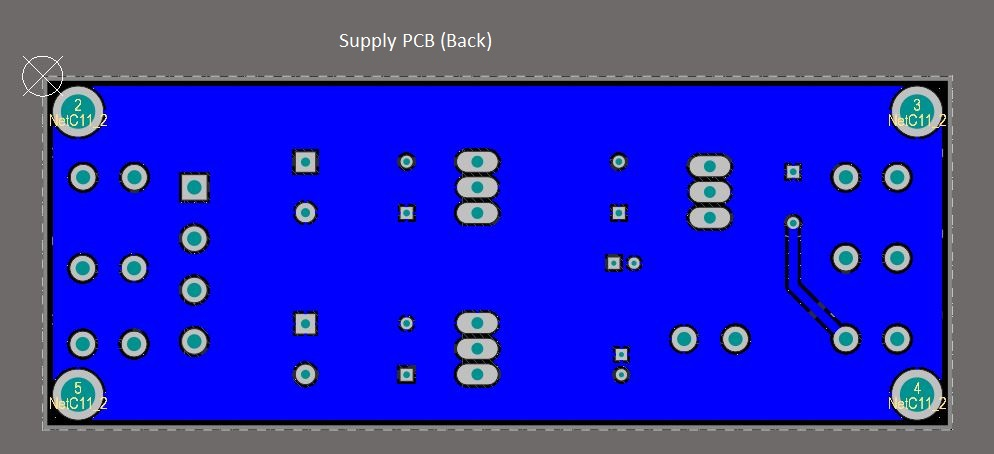 Supply PCB (Back)
2
NetC11_2
3
NetC11_2
5
NetC11_2
4
NetC11_2